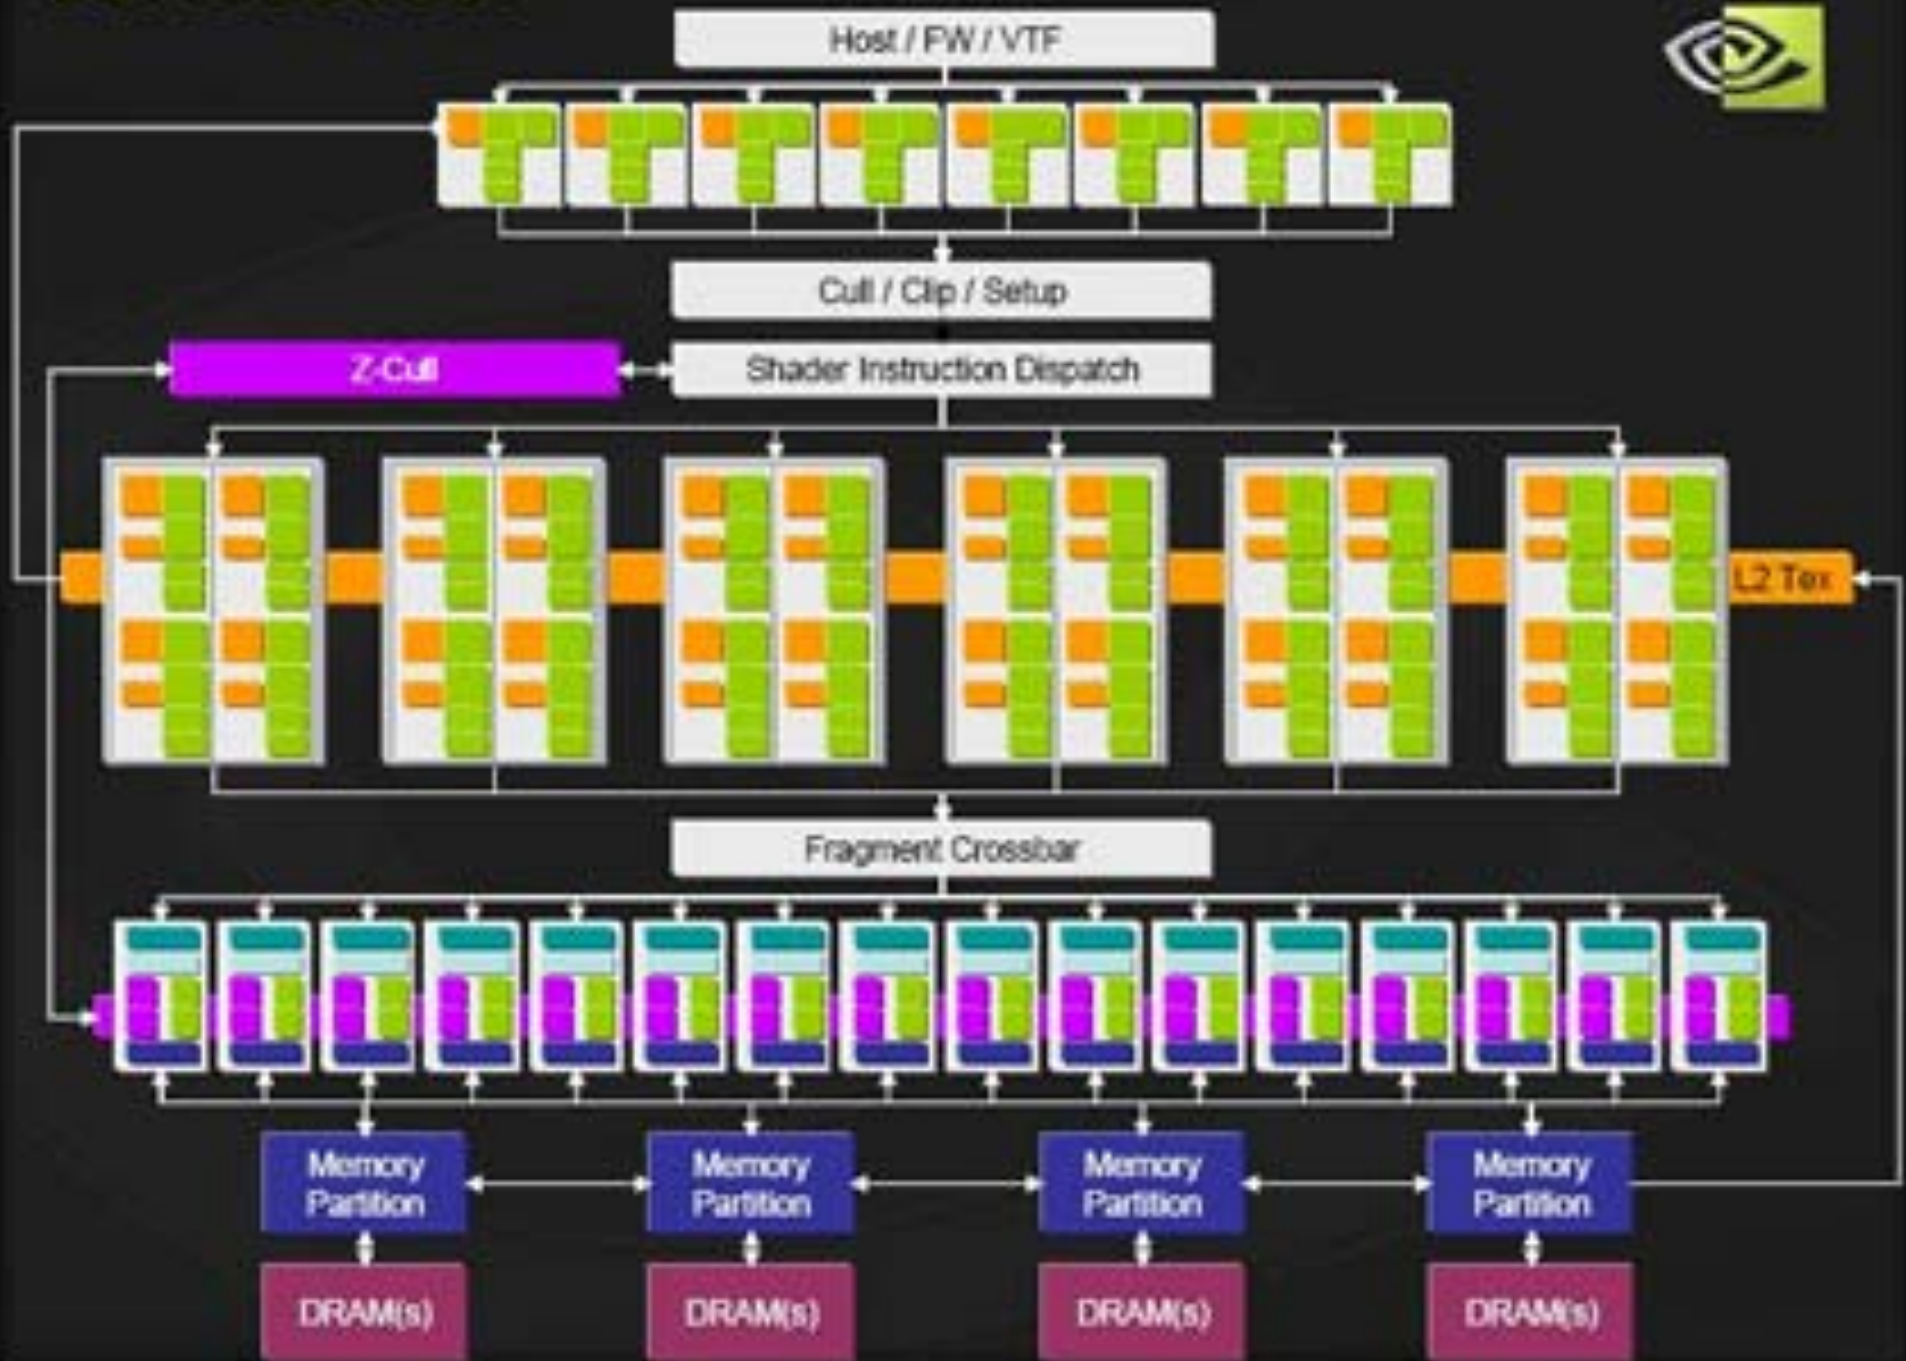 Host / FW / VTF
Cull / Clip / Setup
Z-Cull
Shader Instruction Dispatch
L2 Tex
Fragment Crossbar
Memory
Partition
Memory
Partition
Memory
Partition
Memory
Partition
DRAM(s)
DRAM(s)
DRAM(s)
DRAM(s)